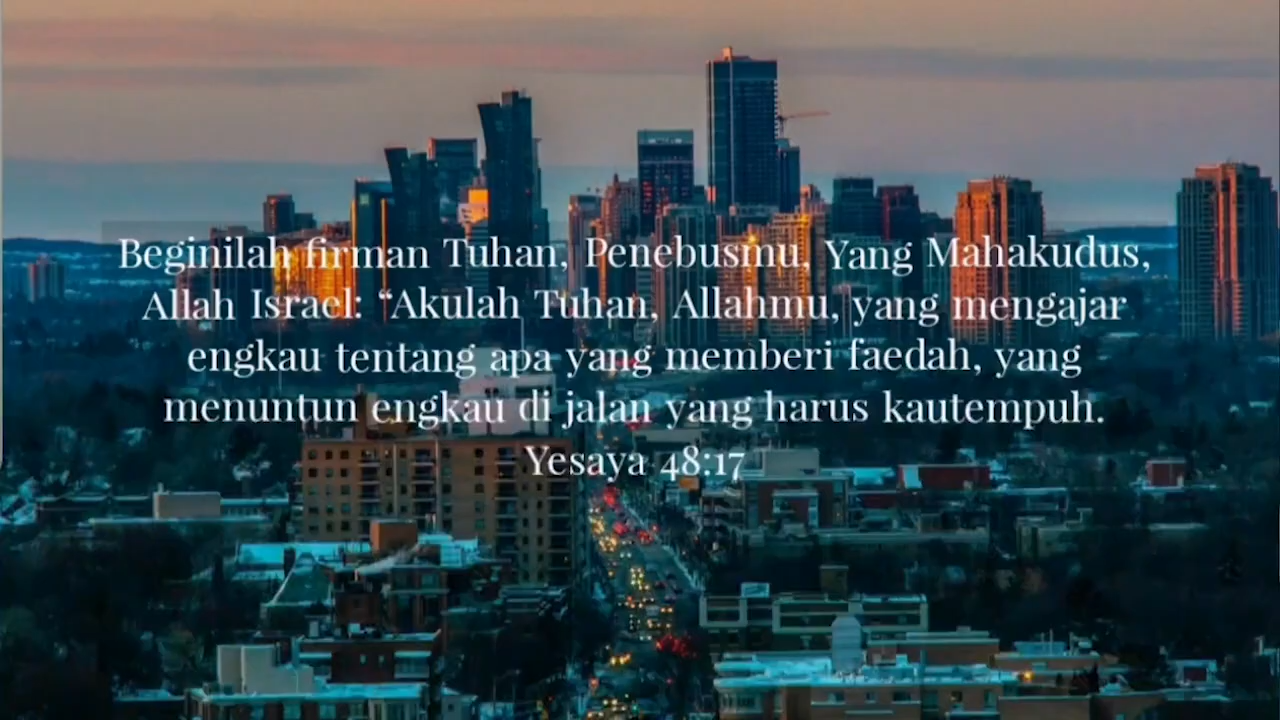 Beginilah firman Tuhan, Penebusmu, Yang Mahakudus,
Allah Israel: “Akulah Tuhan, Allahmu, yang mengajar
engkau tentang apa yang memberi faedah, yang
menuntun engkau di jalan yang harus kautempuh.
Yesaya 48:17